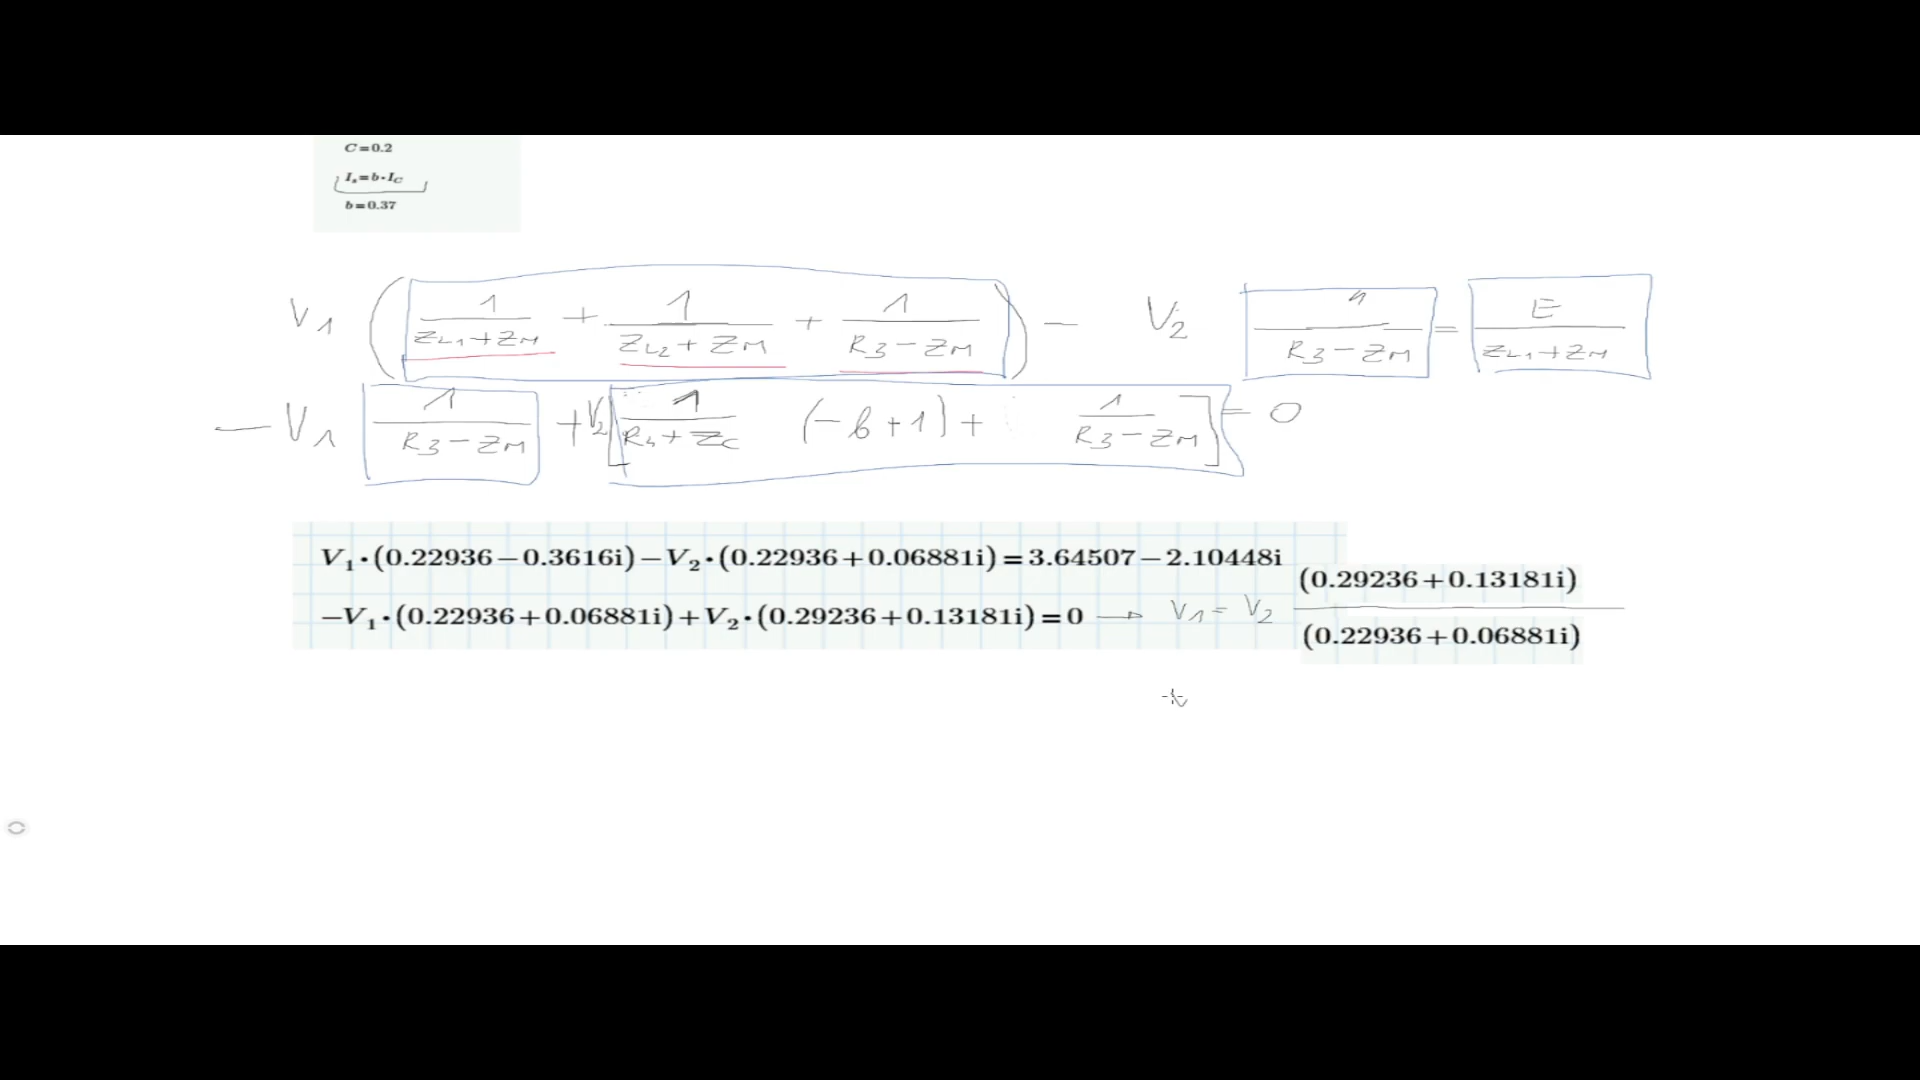 C=0.2
I_s=b·I_C
b=0.37
V1 ( 1/(ZL1+ZM) + 1/(ZL2+ZM) + 1/(R3-ZM) ) - V2 1/(R3-ZM) = E/(ZL1+ZM)
-V1 1/(R3-ZM) + V2 [ 1/(R4+ZC) (-b+1) + 1/(R3-ZM) ] = 0
V₁·(0.22936-0.3616i)-V₂·(0.22936+0.06881i)=3.64507-2.10448i
-V₁·(0.22936+0.06881i)+V₂·(0.29236+0.13181i)=0 → V1 = V2 (0.29236+0.13181i)/(0.22936+0.06881i)